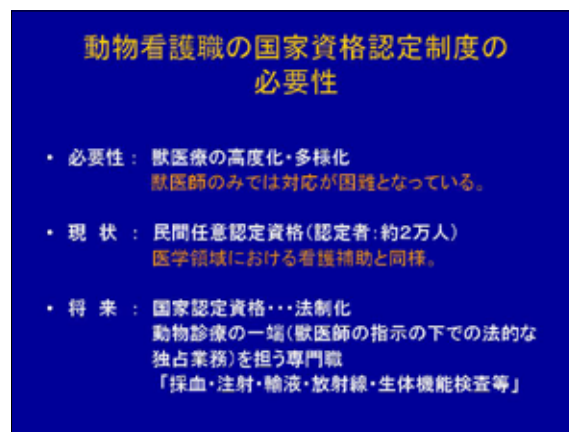 動物看護職の国家資格認定制度の
必要性
• 必要性： 獣医療の高度化・多様化
獣医師のみでは対応が困難となっている。
• 現　状　： 民間任意認定資格（認定者：約2万人）
医学領域における看護補助と同様。
• 将　来　： 国家認定資格・・・法制化
動物診療の一端（獣医師の指示の下での法的な
独占業務）を担う専門職
「採血・注射・輸液・放射線・生体機能検査等」